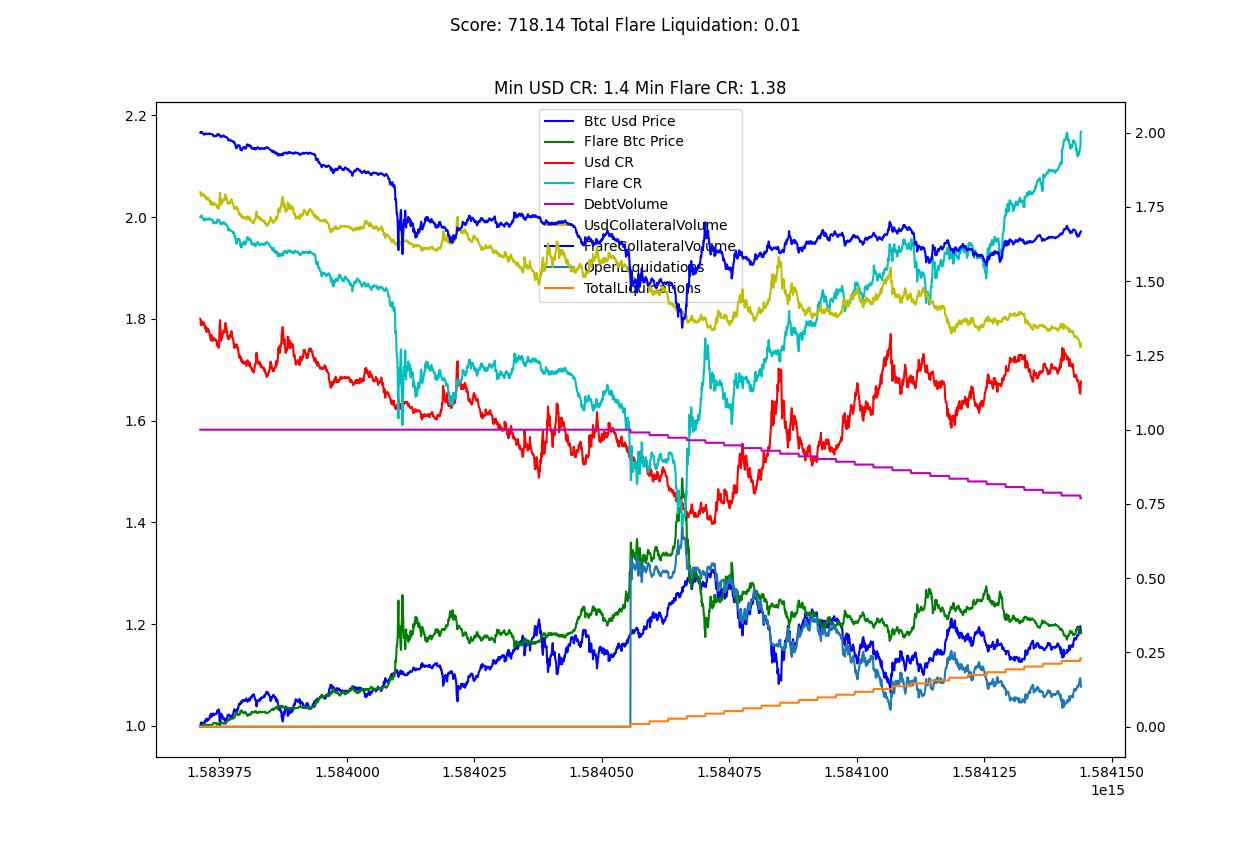 Score: 718.14 Total Flare Liquidation: 0.01
Min USD CR: 1.4 Min Flare CR: 1.38
2.2
2.0
1.8
1.6
1.4
1.2
1.0
Btc Usd Price
Flare Btc Price
Usd CR
Flare CR
DebtVolume
UsdCollateralVolume
FlareCollateralVolume
OpenLiquidations
TotalLiquidations
2.00
1.75
1.50
1.25
1.00
0.75
0.50
0.25
0.00
1.583975 1.584000 1.584025 1.584050 1.584075 1.584100 1.584125 1.584150
1e15